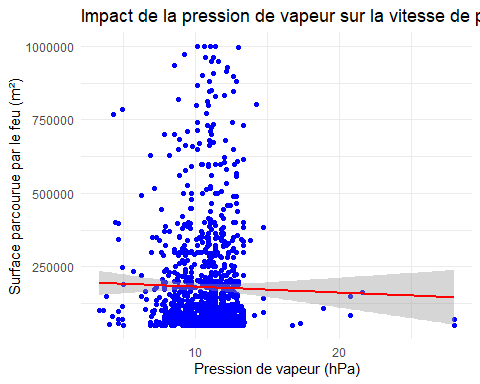 Impact de la pression de vapeur sur la vitesse de p
1000000
750000
500000
250000
Surface parcourue par le feu (m²)
10
20
Pression de vapeur (hPa)